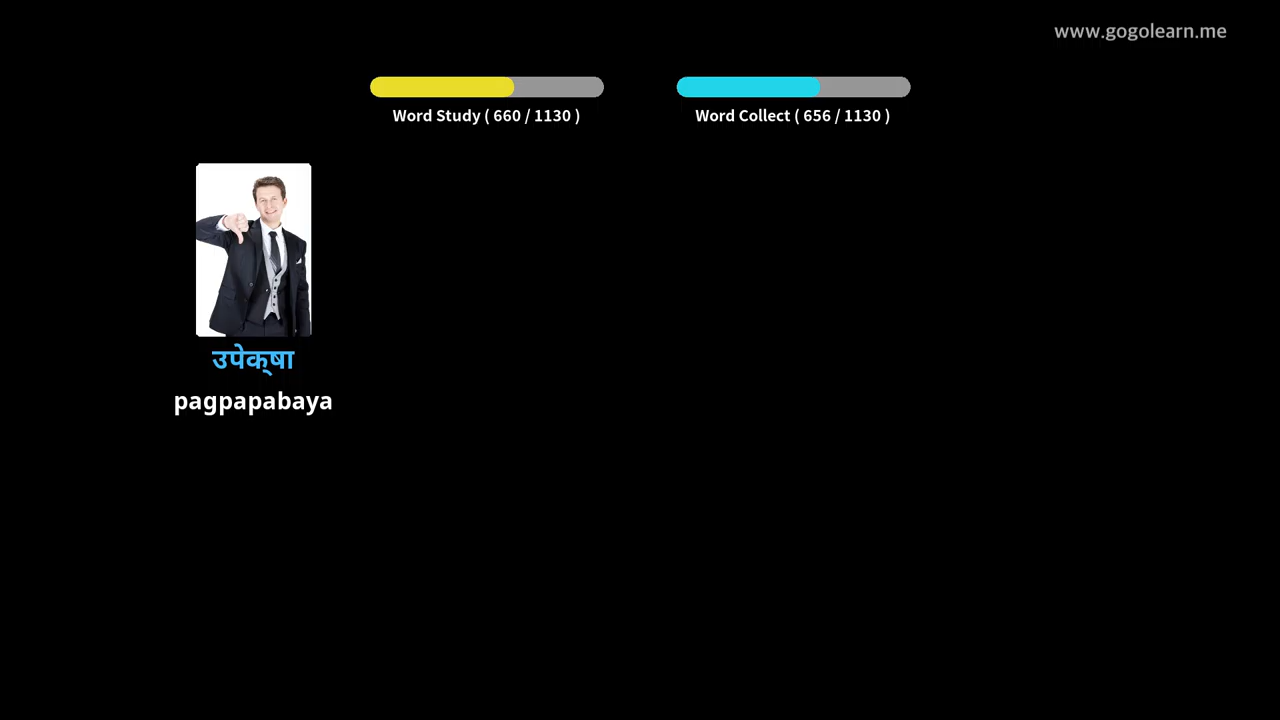 www.gogolearn.me
Word Study ( 660 / 1130 )
Word Collect ( 656 / 1130 )
उपेक्षा
pagpapabaya